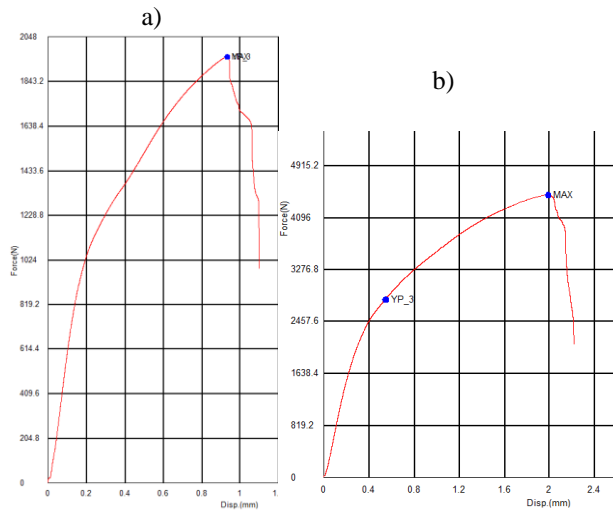 a)
2048
1843.2
1638.4
1433.6
1228.8
1024
819.2
614.4
409.6
204.8
0
Force(N)
0 0.2 0.4 0.6 0.8 1
Disp.(mm)
b)
4915.2
4096
3276.8
2457.6
1638.4
819.2
0
Force(N)
MAX
YP_3
0 0.4 0.8 1.2 1.6 2 2.4
Disp.(mm)